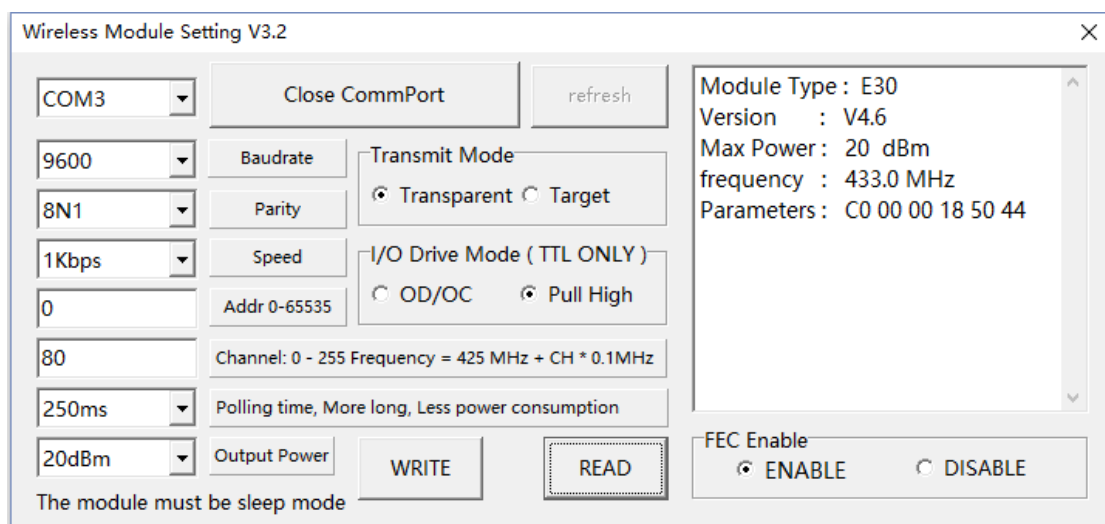 Wireless Module Setting V3.2
COM3
Close CommPort
refresh
9600
Baudrate
8N1
Parity
1Kbps
Speed
0
Addr 0-65535
Transmit Mode
Transparent
Target
I/O Drive Mode ( TTL ONLY )
OD/OC
Pull High
80
Channel: 0 - 255 Frequency = 425 MHz + CH * 0.1MHz
250ms
Polling time, More long, Less power consumption
20dBm
Output Power
WRITE
READ
The module must be sleep mode
Module Type : E30
Version : V4.6
Max Power : 20 dBm
frequency : 433.0 MHz
Parameters : C0 00 00 18 50 44
FEC Enable
ENABLE
DISABLE